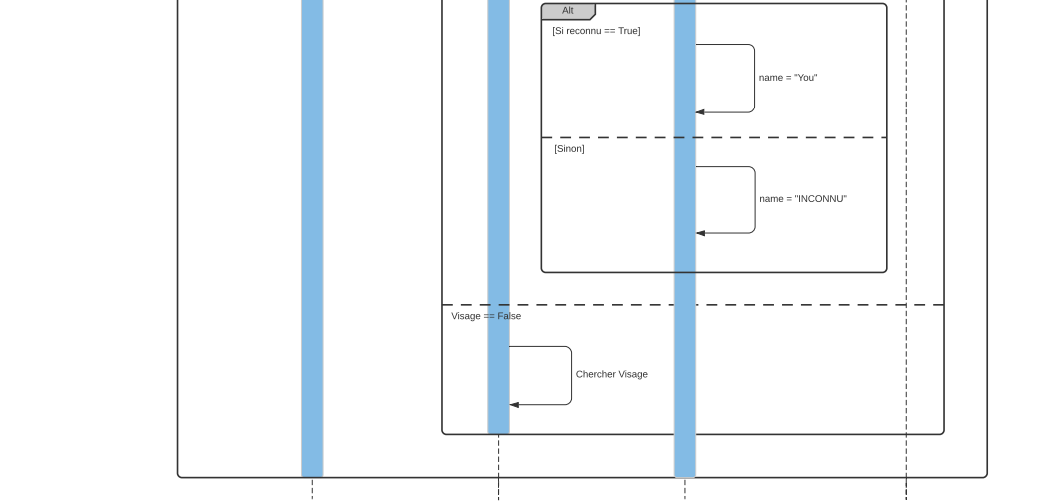 Alt
[Si reconnu == True]
name = "You"
[Sinon]
name = "INCONNU"
Visage == False
Chercher Visage